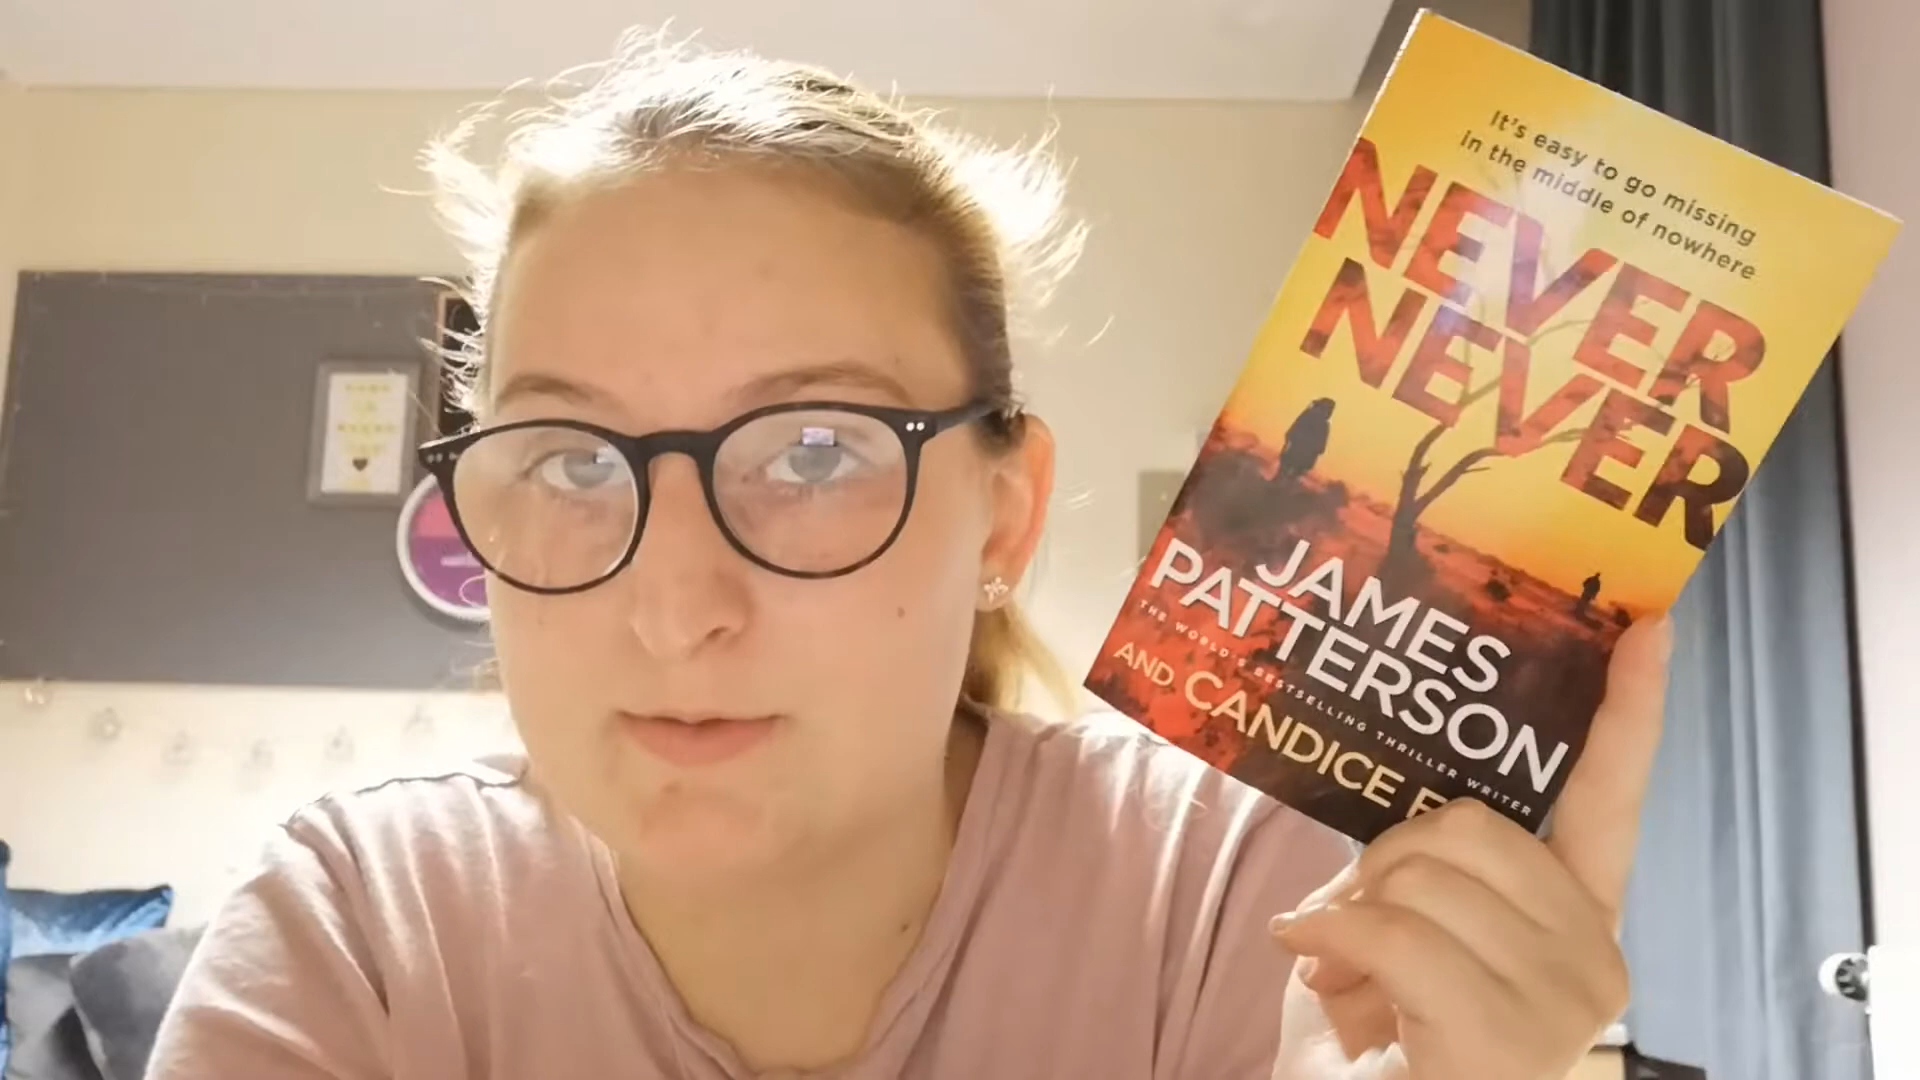 It's easy to go missing
in the middle of nowhere
NEVER
NEVER
JAMES
PATTERSON
THE WORLD'S BESTSELLING THRILLER WRITER
AND CANDICE